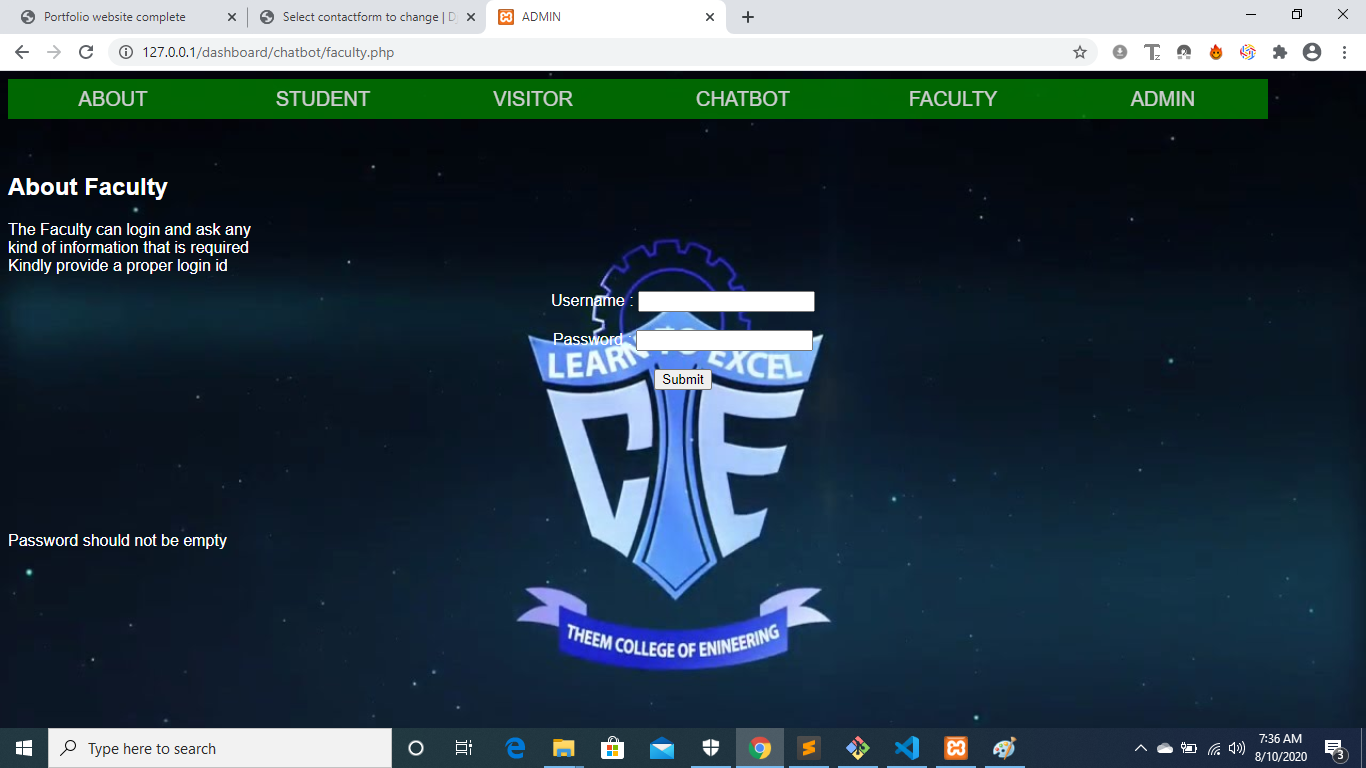 Portfolio website complete
Select contactform to change | D
ADMIN
127.0.0.1/dashboard/chatbot/faculty.php
ABOUT STUDENT VISITOR CHATBOT FACULTY ADMIN
About Faculty
The Faculty can login and ask any
kind of information that is required
Kindly provide a proper login id
Username :
Password :
LEARN TO EXCEL
Submit
CTE
Password should not be empty
THEEM COLLEGE OF ENINEERING
Type here to search
7:36 AM
8/10/2020
3